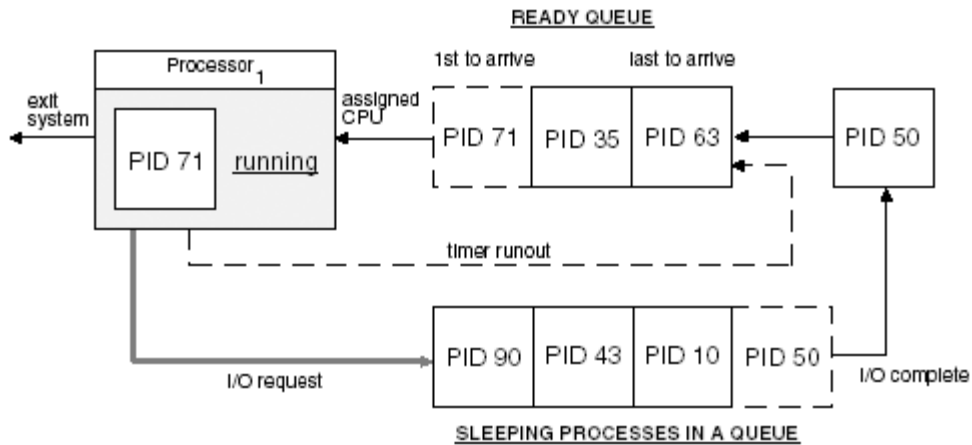 READY QUEUE
1st to arrive
last to arrive
Processor 1
exit
system
assigned
CPU
PID 71
running
PID 71
PID 35
PID 63
PID 50
timer runout
PID 90
PID 43
PID 10
PID 50
I/O request
I/O complete
SLEEPING PROCESSES IN A QUEUE